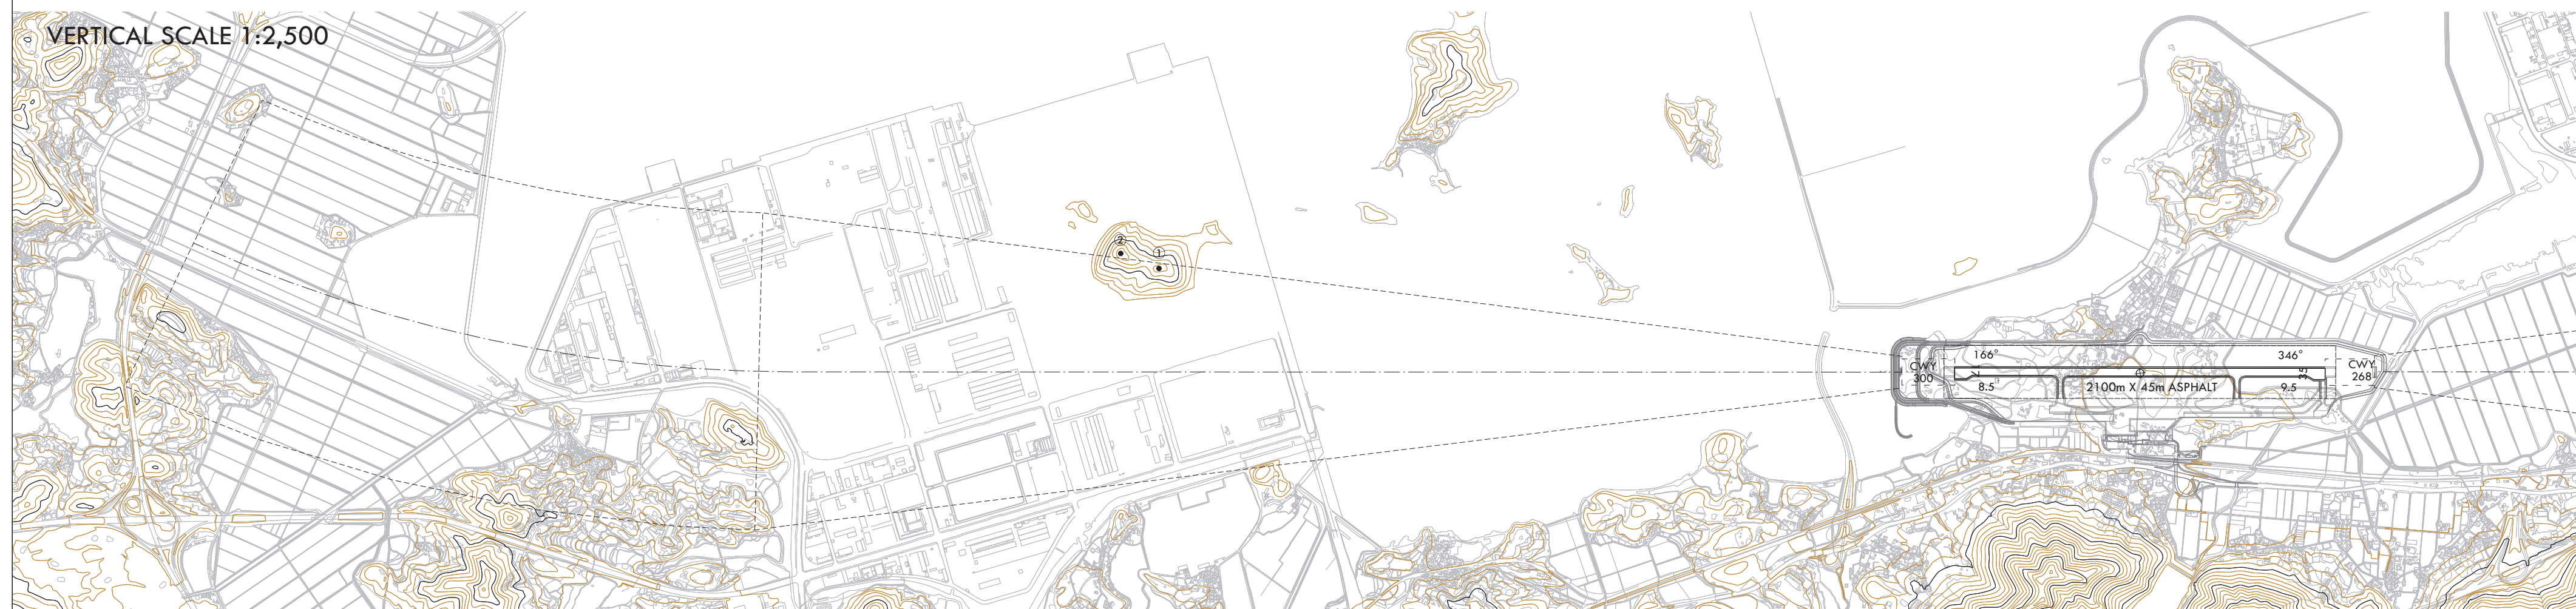 VERTICAL SCALE 1:2,500
2
1
166°
346°
CWY
300
CWY
268
17
35
8.5
2100m X 45m ASPHALT
9.5